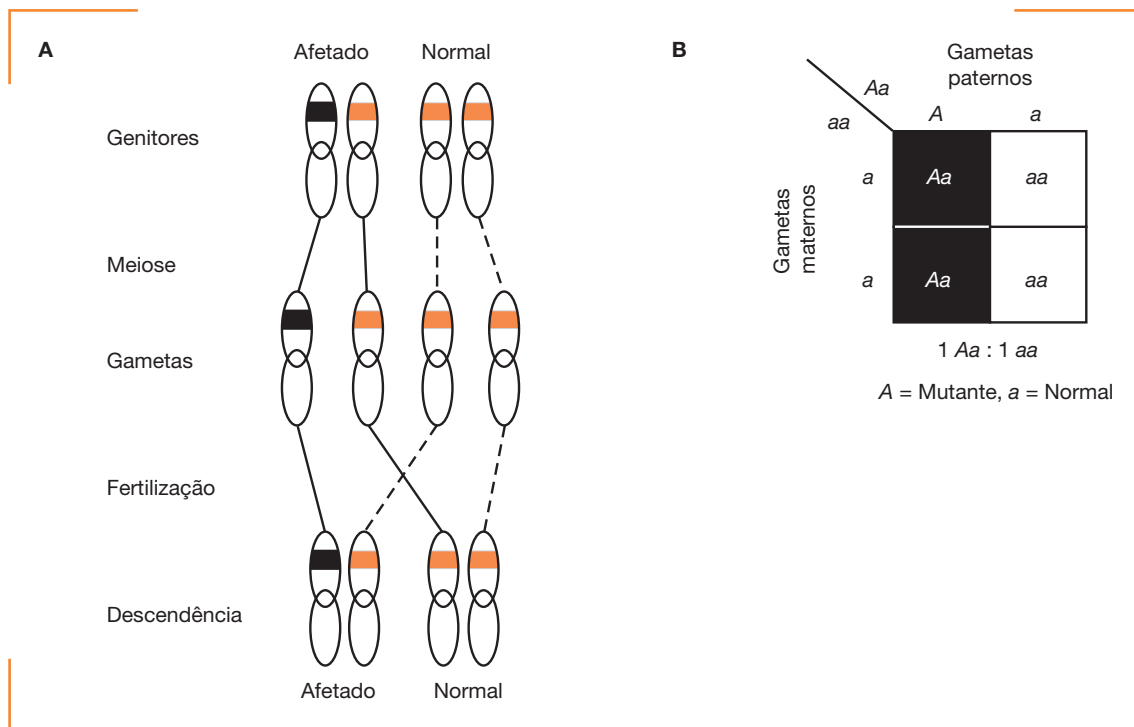 A
Afetado Normal
Genitores
Meiose
Gametas
Fertilização
Descendência
Afetado Normal
B
Gametas
paternos
Aa
aa
A a
Gametas
maternos
a Aa aa
a Aa aa
1 Aa : 1 aa
A = Mutante, a = Normal